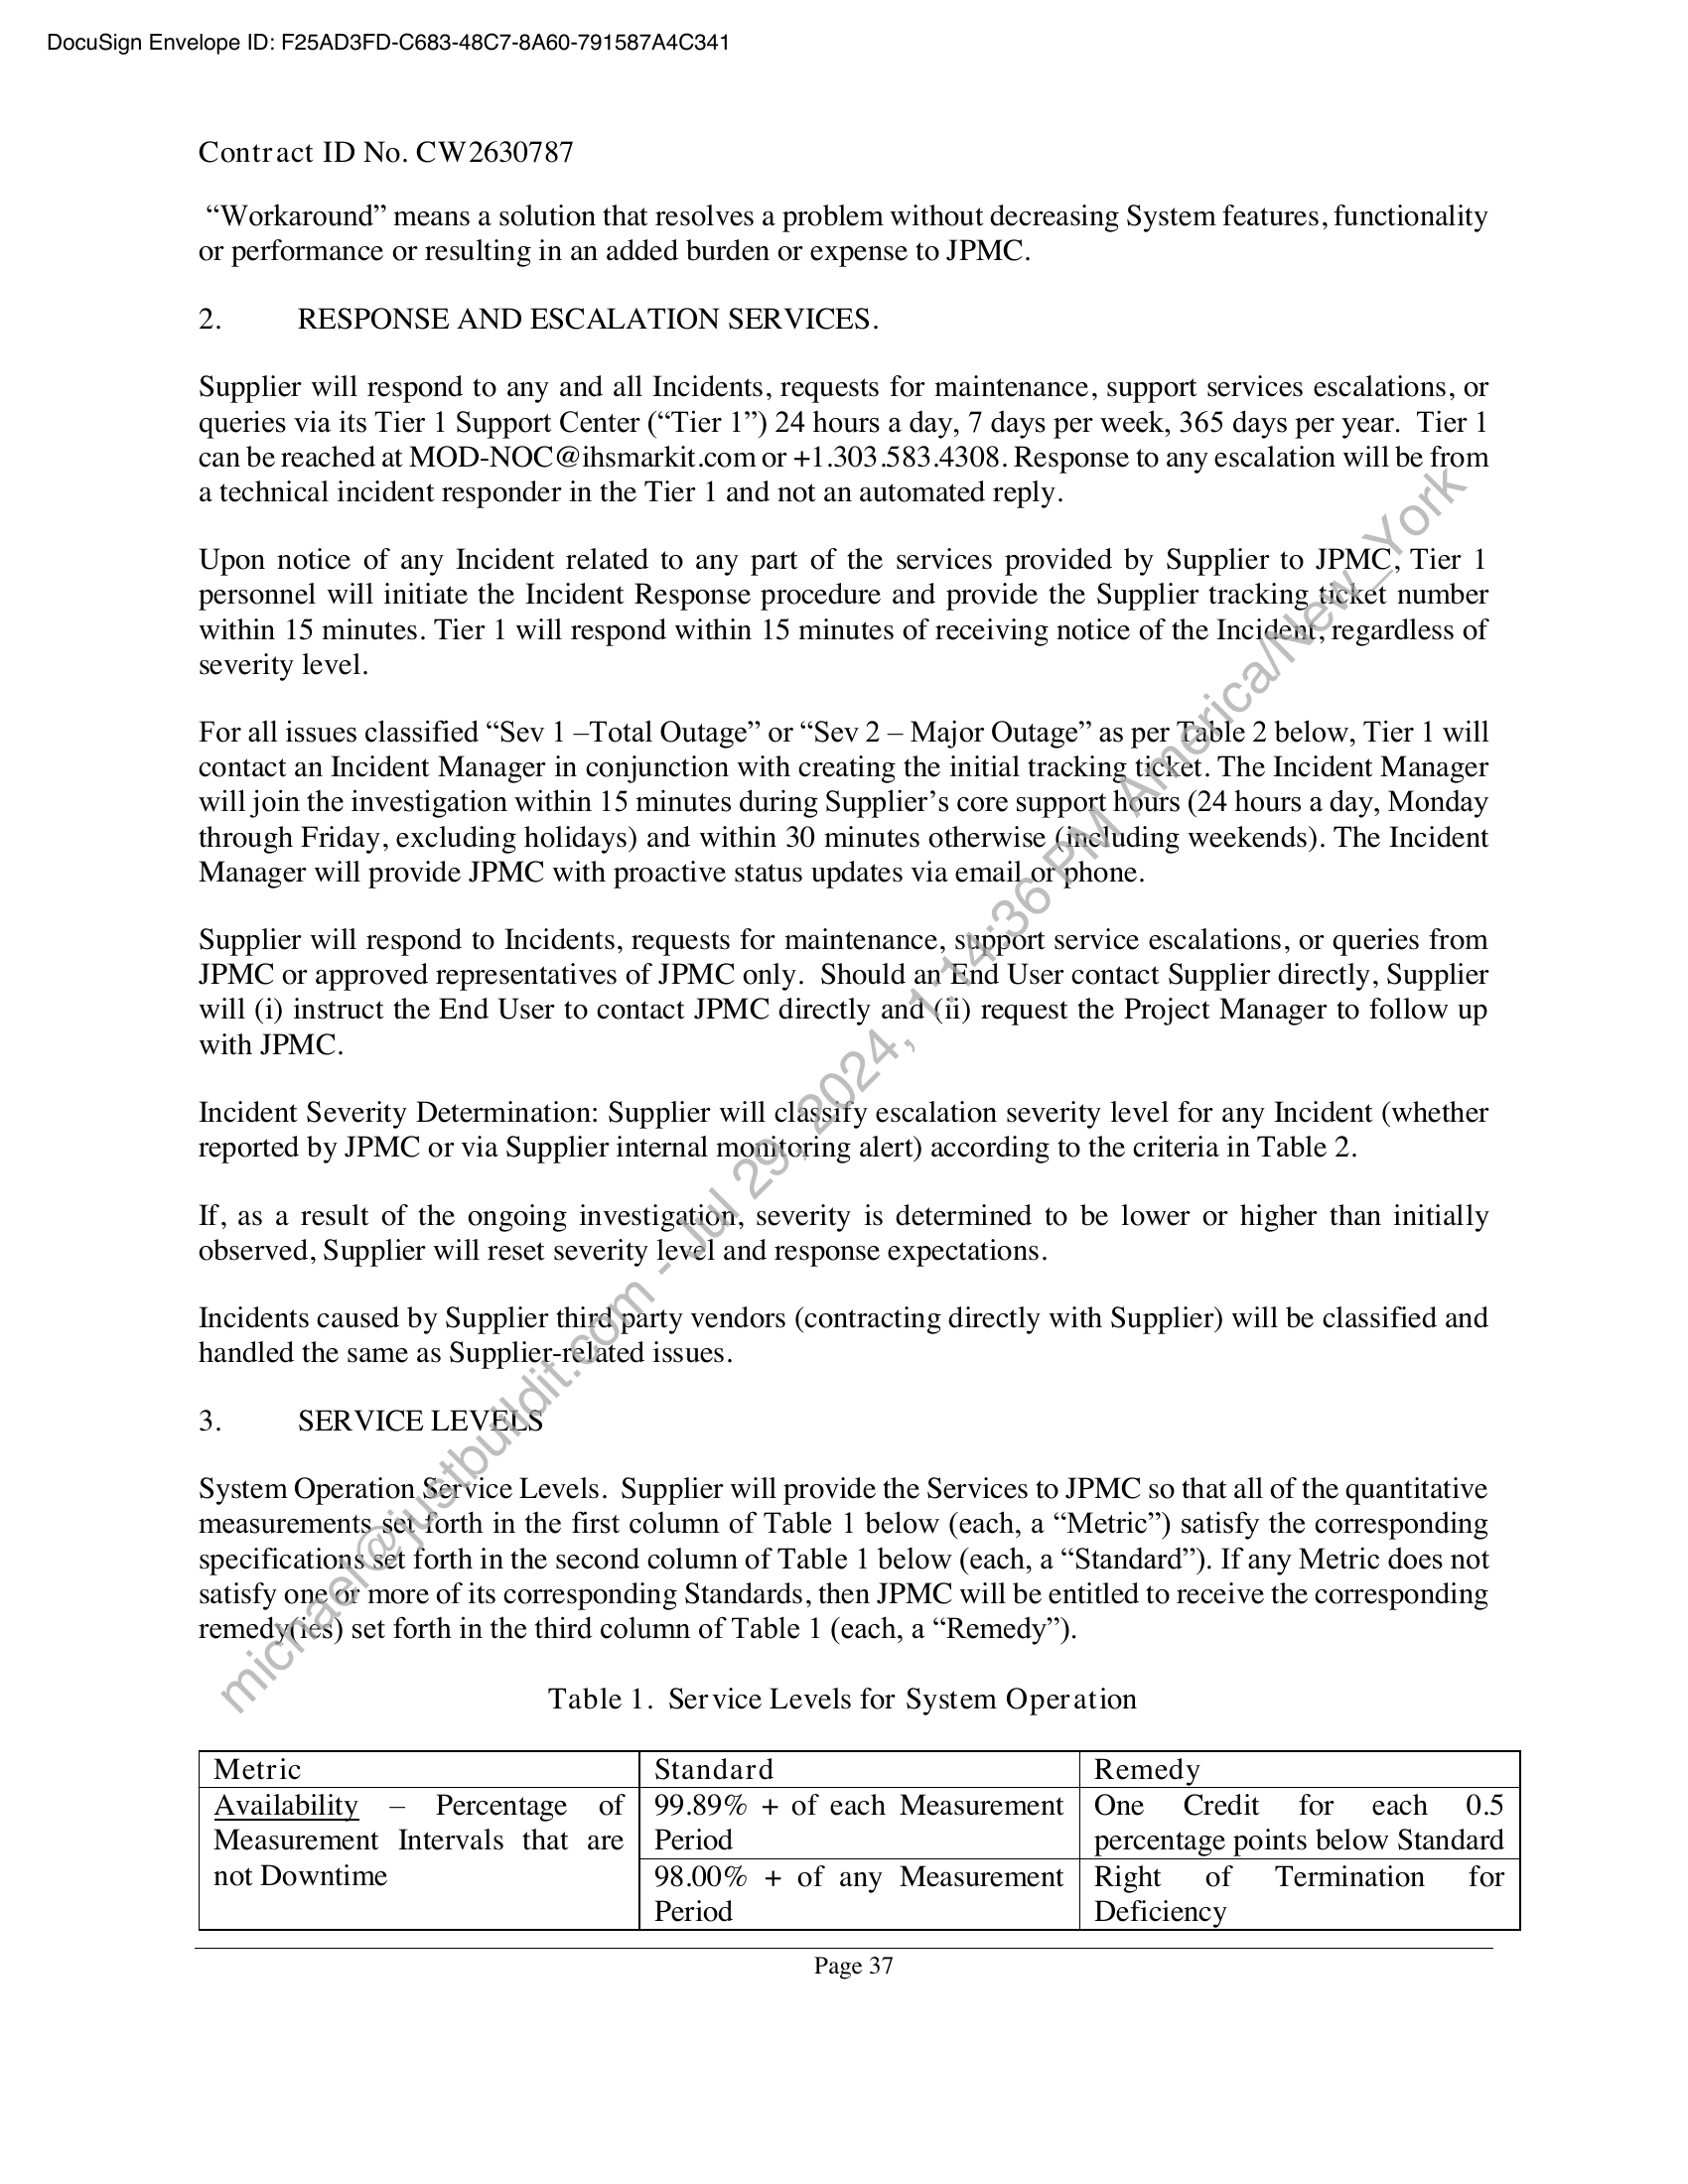 DocuSign Envelope ID: F25AD3FD-C683-48C7-8A60-791587A4C341
Contract ID No. CW2630787
“Workaround” means a solution that resolves a problem without decreasing System features, functionality
or performance or resulting in an added burden or expense to JPMC.
2. RESPONSE AND ESCALATION SERVICES.
Supplier will respond to any and all Incidents, requests for maintenance, support services escalations, or
queries via its Tier 1 Support Center (“Tier 1”) 24 hours a day, 7 days per week, 365 days per year. Tier 1
can be reached at MOD-NOC@ihsmarkit.com or +1.303.583.4308. Response to any escalation will be from
a technical incident responder in the Tier 1 and not an automated reply.
Upon notice of any Incident related to any part of the services provided by Supplier to JPMC, Tier 1
personnel will initiate the Incident Response procedure and provide the Supplier tracking ticket number
within 15 minutes. Tier 1 will respond within 15 minutes of receiving notice of the Incident, regardless of
severity level.
For all issues classified “Sev 1 –Total Outage” or “Sev 2 – Major Outage” as per Table 2 below, Tier 1 will
contact an Incident Manager in conjunction with creating the initial tracking ticket. The Incident Manager
will join the investigation within 15 minutes during Supplier’s core support hours (24 hours a day, Monday
through Friday, excluding holidays) and within 30 minutes otherwise (including weekends). The Incident
Manager will provide JPMC with proactive status updates via email or phone.
Supplier will respond to Incidents, requests for maintenance, support service escalations, or queries from
JPMC or approved representatives of JPMC only. Should an End User contact Supplier directly, Supplier
will (i) instruct the End User to contact JPMC directly and (ii) request the Project Manager to follow up
with JPMC.
Incident Severity Determination: Supplier will classify escalation severity level for any Incident (whether
reported by JPMC or via Supplier internal monitoring alert) according to the criteria in Table 2.
If, as a result of the ongoing investigation, severity is determined to be lower or higher than initially
observed, Supplier will reset severity level and response expectations.
Incidents caused by Supplier third party vendors (contracting directly with Supplier) will be classified and
handled the same as Supplier-related issues.
3. SERVICE LEVELS
System Operation Service Levels. Supplier will provide the Services to JPMC so that all of the quantitative
measurements set forth in the first column of Table 1 below (each, a “Metric”) satisfy the corresponding
specifications set forth in the second column of Table 1 below (each, a “Standard”). If any Metric does not
satisfy one or more of its corresponding Standards, then JPMC will be entitled to receive the corresponding
remedy(ies) set forth in the third column of Table 1 (each, a “Remedy”).
Table 1. Service Levels for System Operation
Metric Standard Remedy
Availability – Percentage of 99.89% + of each Measurement One Credit for each 0.5
Measurement Intervals that are Period percentage points below Standard
not Downtime 98.00% + of any Measurement Right of Termination for
Period Deficiency
Page 37
michael@justbuildit.com - Jul 29, 2024, 1:14:36 PM America/New_York